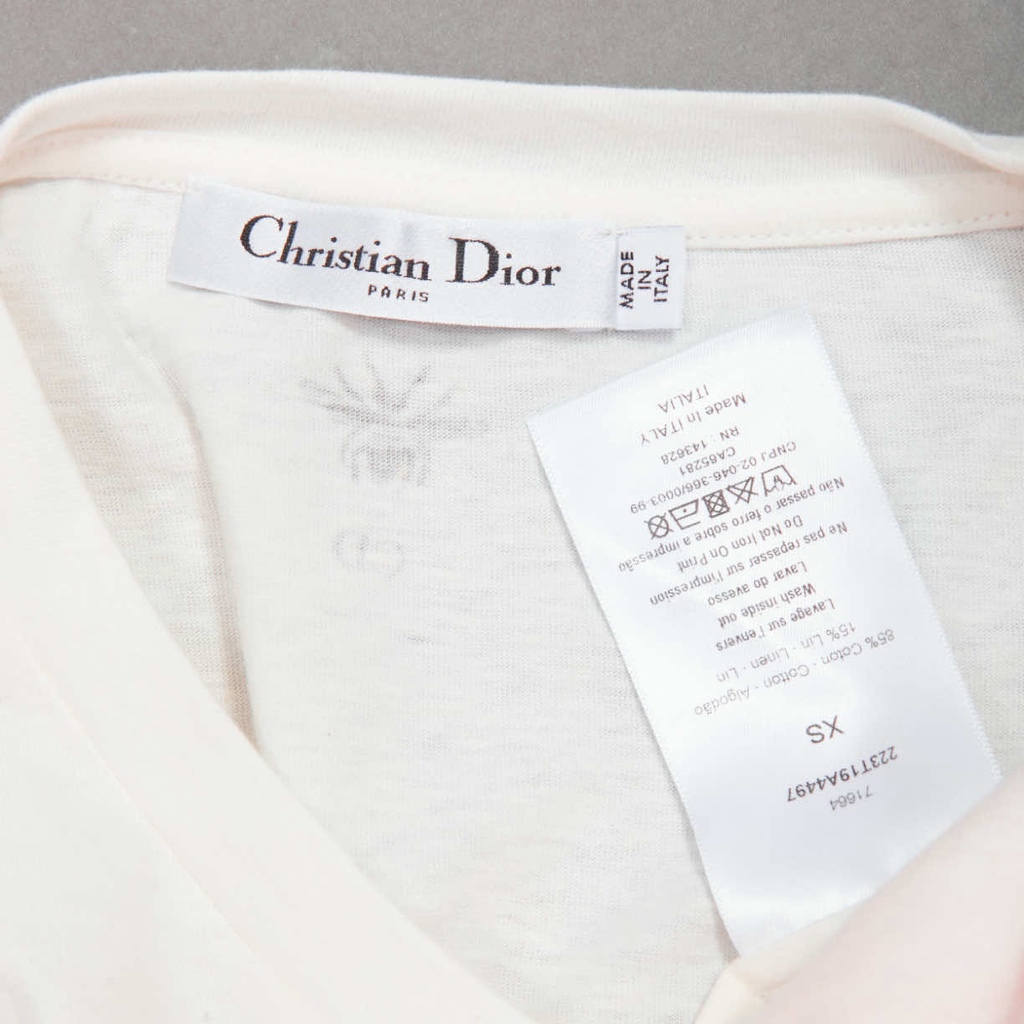 Christian Dior
PARIS
MADE
IN
ITALY
71664
223T19A4497
XS
85% Coton - Cotton - Algodão
15% Lin - Linen - Lin
Lavage sur l'envers
Wash inside out
Lavar do avesso
Ne pas repasser sur l'impression
Do Not Iron On Print
Não passar o ferro sobre a impressão
CNPJ 02-046-366/0003-99
CA65281
RN - 143628
Made In ITALY
ITALIA